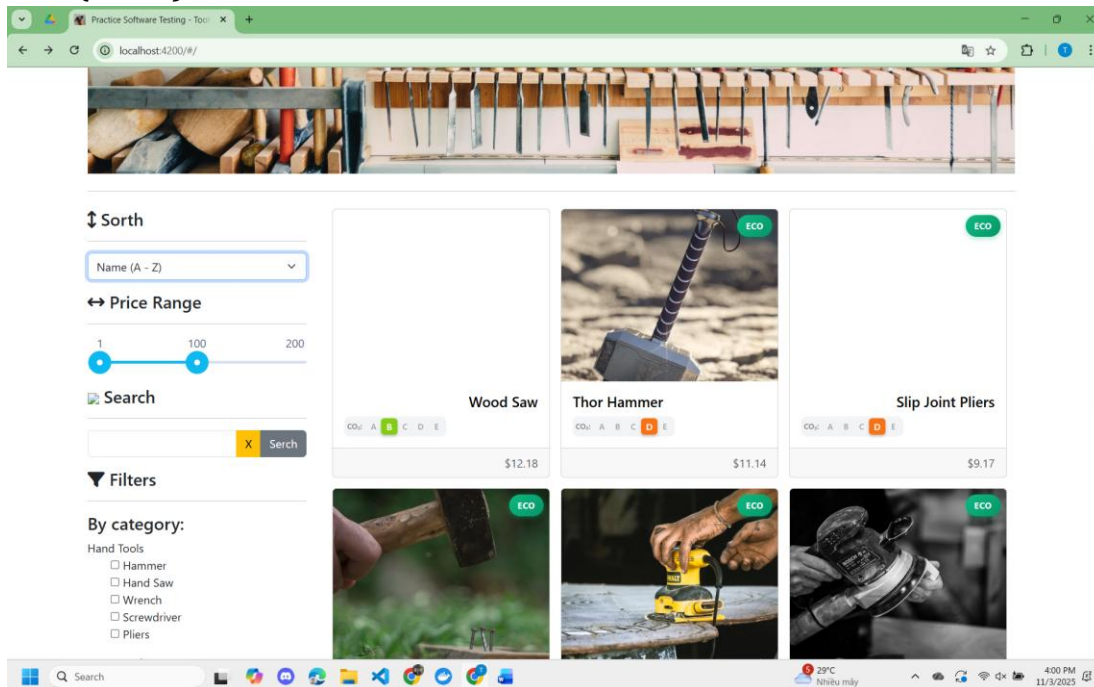 Practice Software Testing - Tool
localhost:4200/#/
Sorth
Name (A - Z)
Price Range
1 100 200
Search
X Serch
Filters
By category:
Hand Tools
Hammer
Hand Saw
Wrench
Screwdriver
Pliers
Wood Saw
CO₂: A B C D E
$12.18
ECO
Thor Hammer
CO₂: A B C D E
$11.14
ECO
Slip Joint Pliers
CO₂: A B C D E
$9.17
ECO
ECO
ECO
Search
5
29°C
Nhiều mây
4:00 PM
11/3/2025